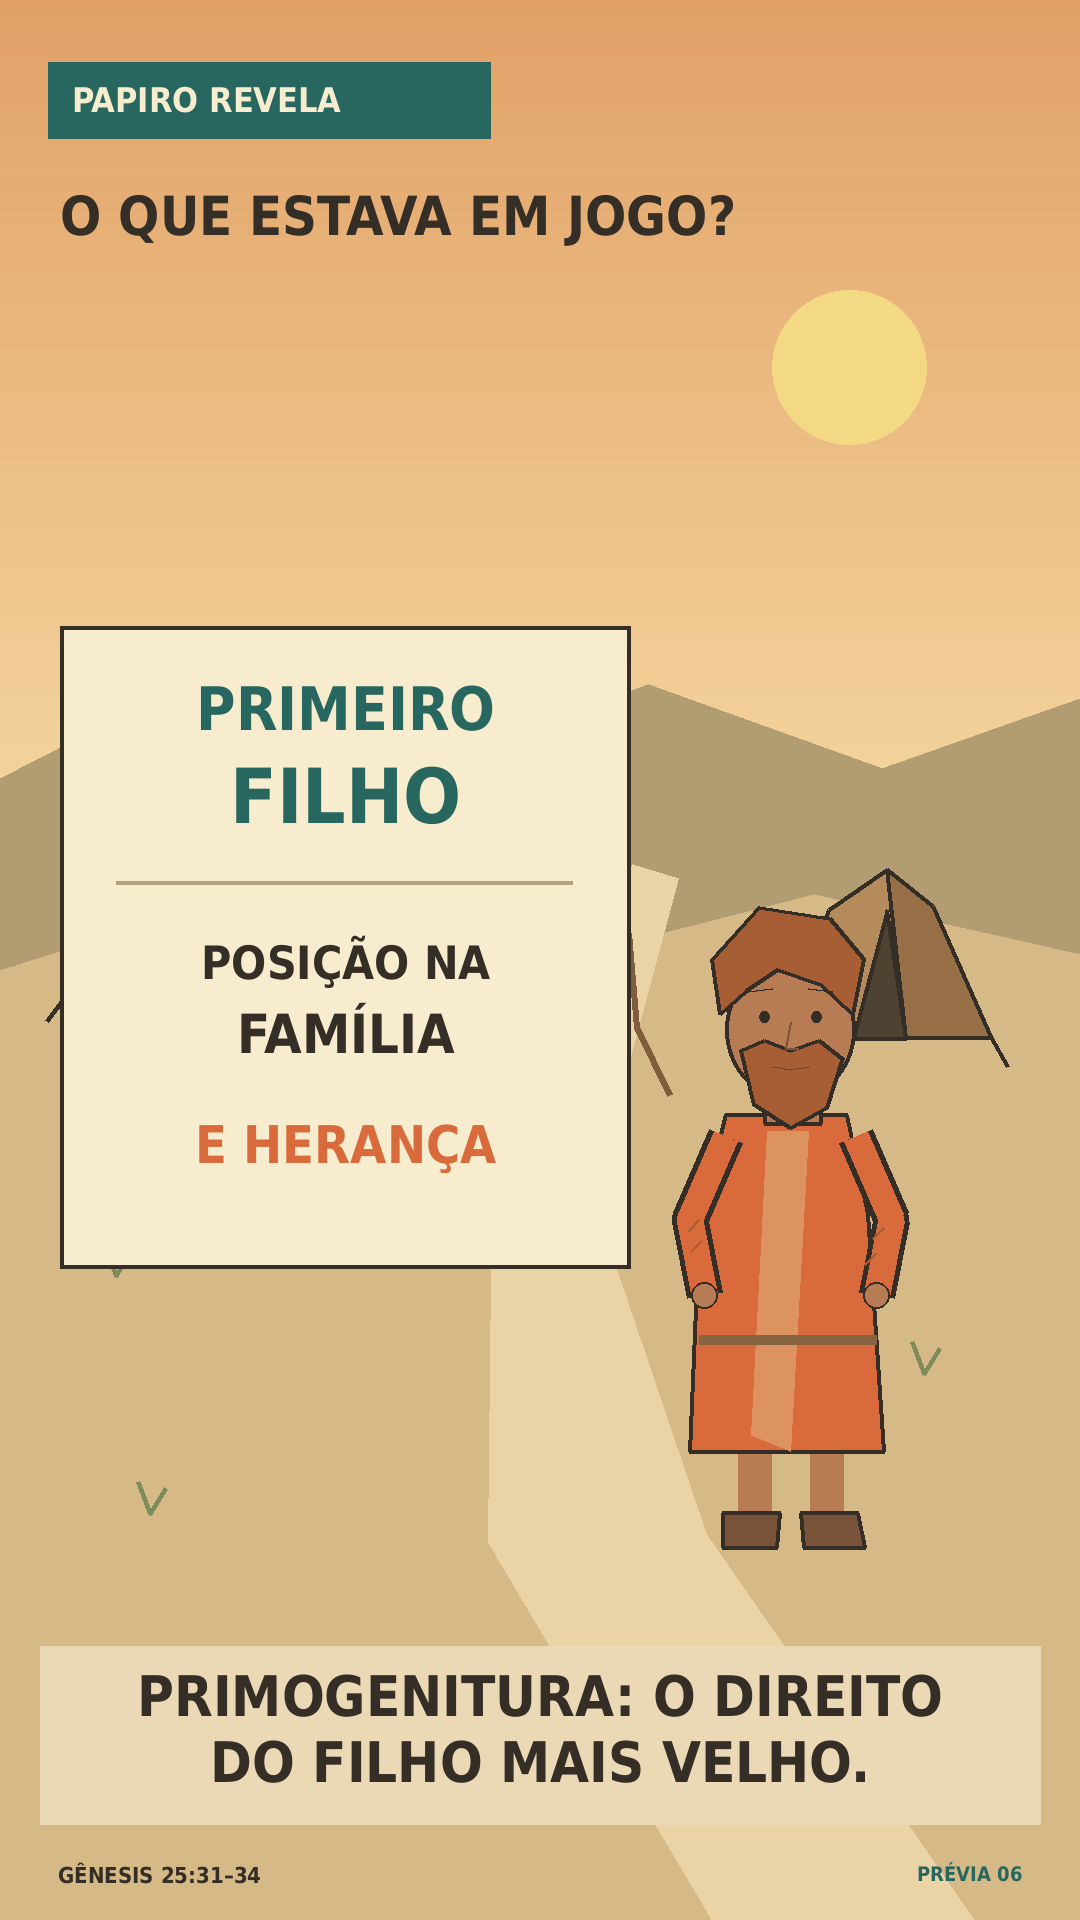 PAPIRO REVELA
O QUE ESTAVA EM JOGO?
PRIMEIRO
FILHO
POSIÇÃO NA
FAMÍLIA
E HERANÇA
PRIMOGENITURA: O DIREITO
DO FILHO MAIS VELHO.
GÊNESIS 25:31–34
PRÉVIA 06